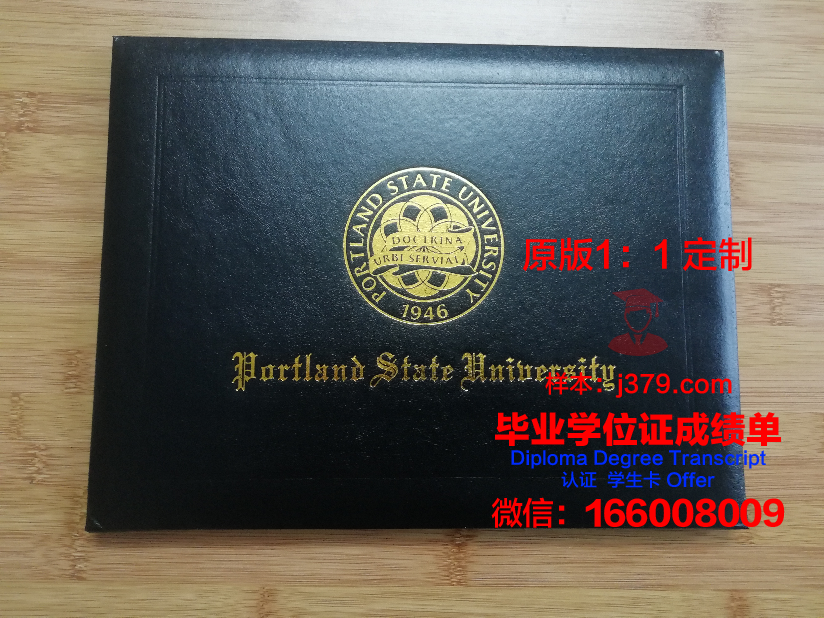 PORTLAND STATE UNIVERSITY
DOCTRINA
URBI SERVIAT
1946
原版1：1 定制
Portland State University
样本：j379.com
毕业学位证成绩单
Diploma Degree Transcript
认证 学生卡 Offer
微信：166008009